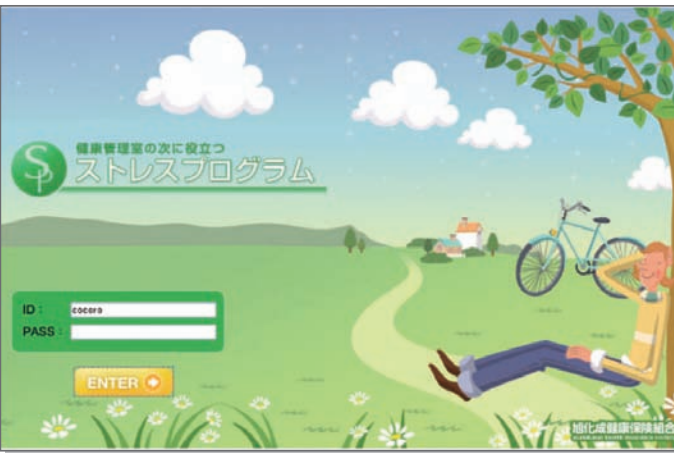 SP
健康管理室の次に役立つ
ストレスプログラム
ID： cocoro
PASS：
ENTER
旭化成健康保険組合